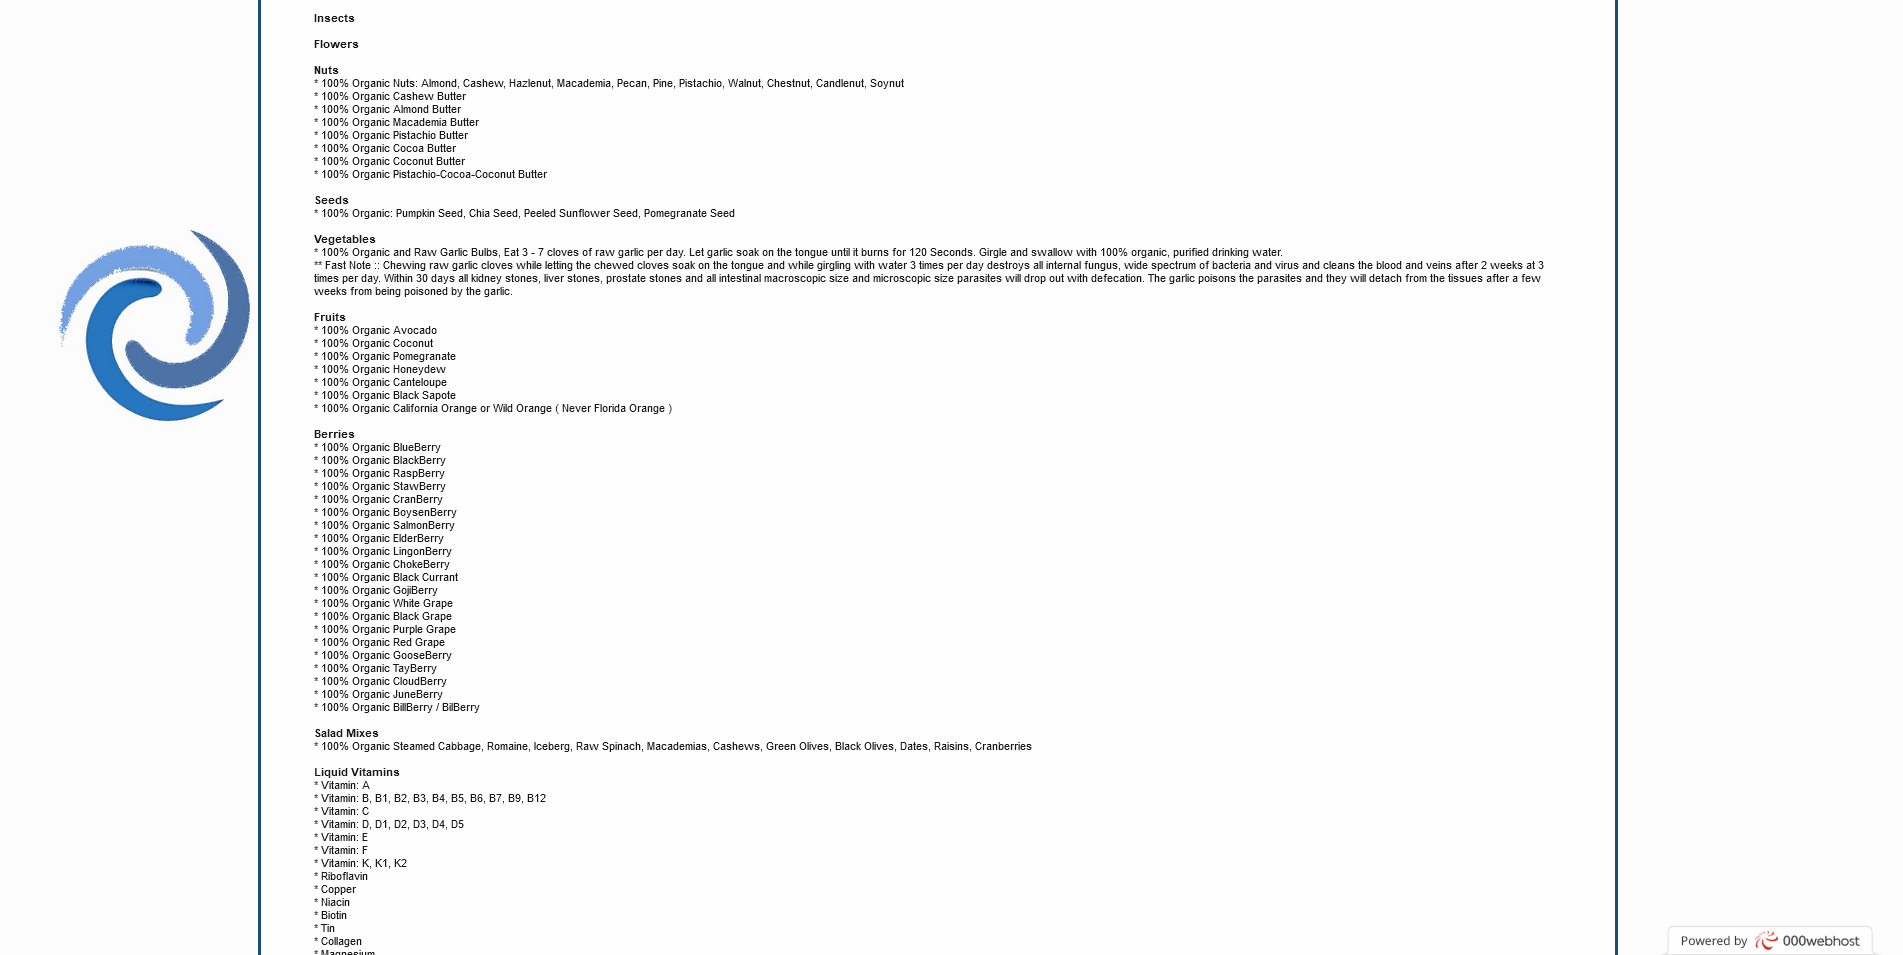 Insects
Flowers
Nuts
* 100% Organic Nuts: Almond, Cashew, Hazlenut, Macademia, Pecan, Pine, Pistachio, Walnut, Chestnut, Candlenut, Soynut
* 100% Organic Cashew Butter
* 100% Organic Almond Butter
* 100% Organic Macademia Butter
* 100% Organic Pistachio Butter
* 100% Organic Cocoa Butter
* 100% Organic Coconut Butter
* 100% Organic Pistachio-Cocoa-Coconut Butter
Seeds
* 100% Organic: Pumpkin Seed, Chia Seed, Peeled Sunflower Seed, Pomegranate Seed
Vegetables
* 100% Organic and Raw Garlic Bulbs, Eat 3 - 7 cloves of raw garlic per day. Let garlic soak on the tongue until it burns for 120 Seconds. Girgle and swallow with 100% organic, purified drinking water.
** Fast Note :: Chewing raw garlic cloves while letting the chewed cloves soak on the tongue and while girgling with water 3 times per day destroys all internal fungus, wide spectrum of bacteria and virus and cleans the blood and veins after 2 weeks at 3
times per day. Within 30 days all kidney stones, liver stones, prostate stones and all intestinal macroscopic size and microscopic size parasites will drop out with defecation. The garlic poisons the parasites and they will detach from the tissues after a few
weeks from being poisoned by the garlic.
Fruits
* 100% Organic Avocado
* 100% Organic Coconut
* 100% Organic Pomegranate
* 100% Organic Honeydew
* 100% Organic Canteloupe
* 100% Organic Black Sapote
* 100% Organic California Orange or Wild Orange ( Never Florida Orange )
Berries
* 100% Organic BlueBerry
* 100% Organic BlackBerry
* 100% Organic RaspBerry
* 100% Organic StawBerry
* 100% Organic CranBerry
* 100% Organic BoysenBerry
* 100% Organic SalmonBerry
* 100% Organic ElderBerry
* 100% Organic LingonBerry
* 100% Organic ChokeBerry
* 100% Organic Black Currant
* 100% Organic GojiBerry
* 100% Organic White Grape
* 100% Organic Black Grape
* 100% Organic Purple Grape
* 100% Organic Red Grape
* 100% Organic GooseBerry
* 100% Organic TayBerry
* 100% Organic CloudBerry
* 100% Organic JuneBerry
* 100% Organic BillBerry / BilBerry
Salad Mixes
* 100% Organic Steamed Cabbage, Romaine, Iceberg, Raw Spinach, Macademias, Cashews, Green Olives, Black Olives, Dates, Raisins, Cranberries
Liquid Vitamins
* Vitamin: A
* Vitamin: B, B1, B2, B3, B4, B5, B6, B7, B9, B12
* Vitamin: C
* Vitamin: D, D1, D2, D3, D4, D5
* Vitamin: E
* Vitamin: F
* Vitamin: K, K1, K2
* Riboflavin
* Copper
* Niacin
* Biotin
* Tin
* Collagen
* Magnesium
Powered by 000webhost